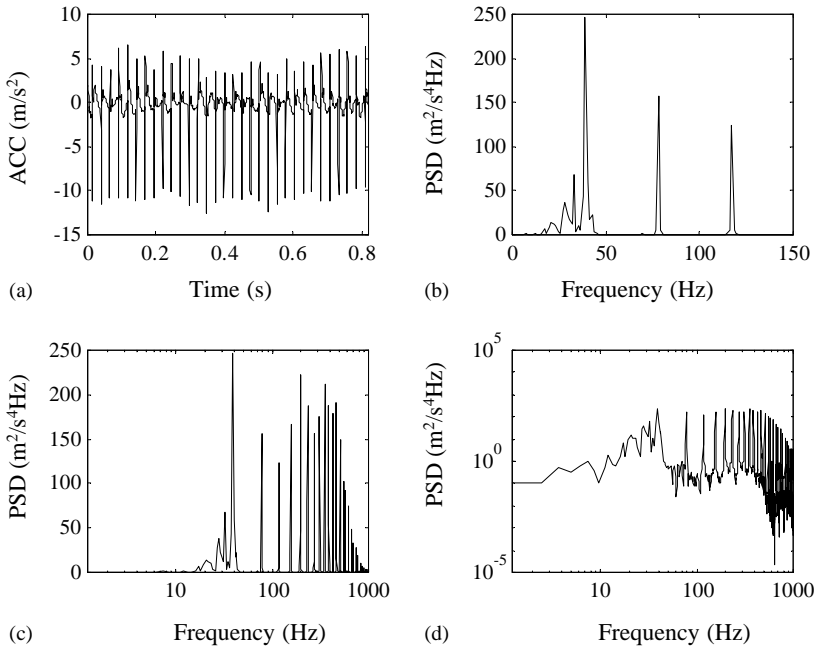 10
5
0
-5
-10
-15
ACC (m/s²)
0 0.2 0.4 0.6 0.8
(a) Time (s)
250
200
150
100
50
0
PSD (m²/s⁴Hz)
0 50 100 150
(b) Frequency (Hz)
250
200
150
100
50
0
PSD (m²/s⁴Hz)
10 100 1000
(c) Frequency (Hz)
10⁵
10⁰
10⁻⁵
PSD (m²/s⁴Hz)
10 100 1000
(d) Frequency (Hz)